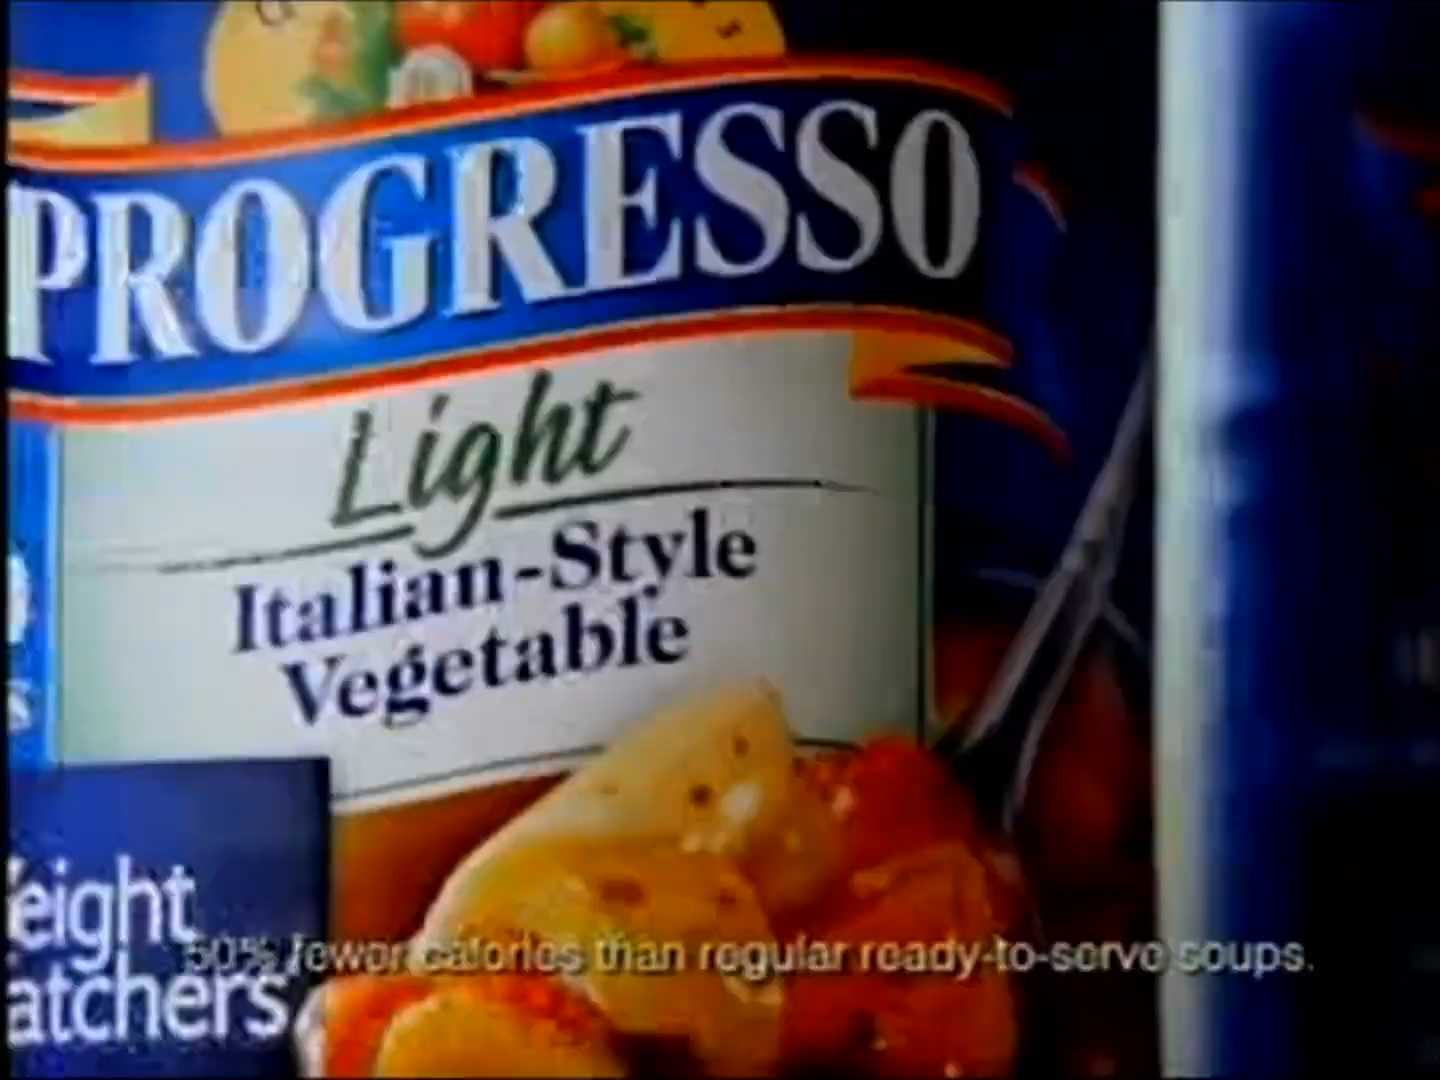 PROGRESSO
Light
Italian-Style
Vegetable
eight
atchers
50% fewer calories than regular ready-to-serve soups.